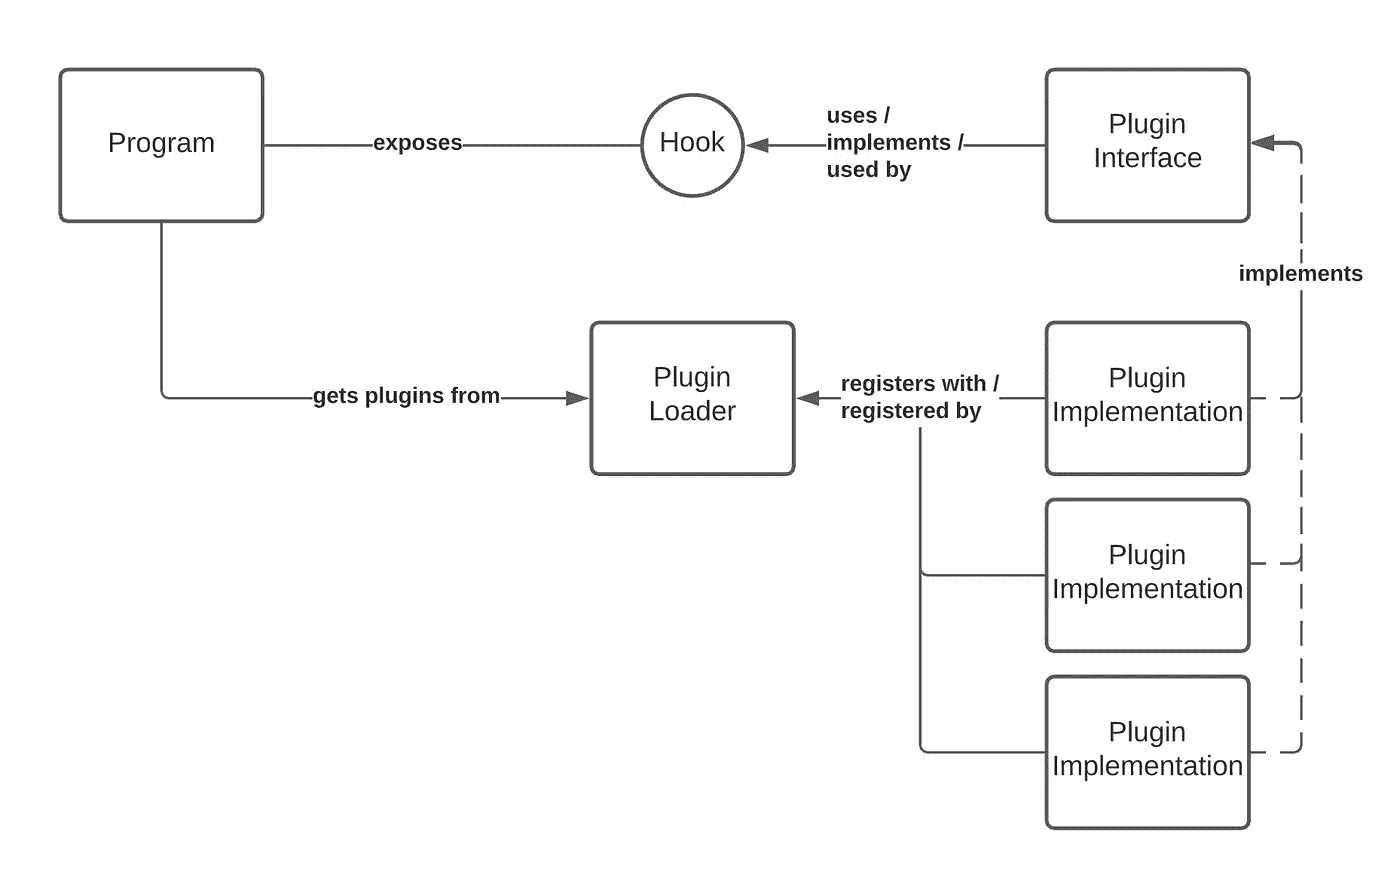 Program
exposes
Hook
uses /
implements /
used by
Plugin
Interface
implements
gets plugins from
Plugin
Loader
registers with /
registered by
Plugin
Implementation
Plugin
Implementation
Plugin
Implementation